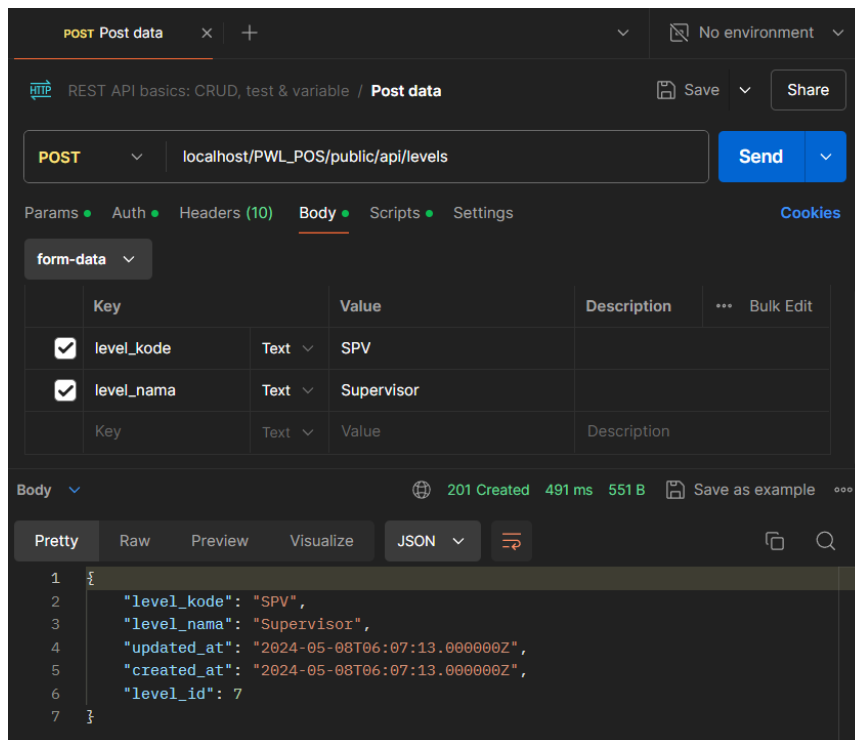 POST Post data
No environment
HTTP REST API basics: CRUD, test & variable / Post data Save Share
POST localhost/PWL_POS/public/api/levels Send
Params Auth Headers (10) Body Scripts Settings Cookies
form-data
Key Value Description Bulk Edit
level_kode Text SPV
level_nama Text Supervisor
Key Text Value Description
Body 201 Created 491 ms 551 B Save as example
Pretty Raw Preview Visualize JSON
1 {
2 "level_kode": "SPV",
3 "level_nama": "Supervisor",
4 "updated_at": "2024-05-08T06:07:13.000000Z",
5 "created_at": "2024-05-08T06:07:13.000000Z",
6 "level_id": 7
7 }